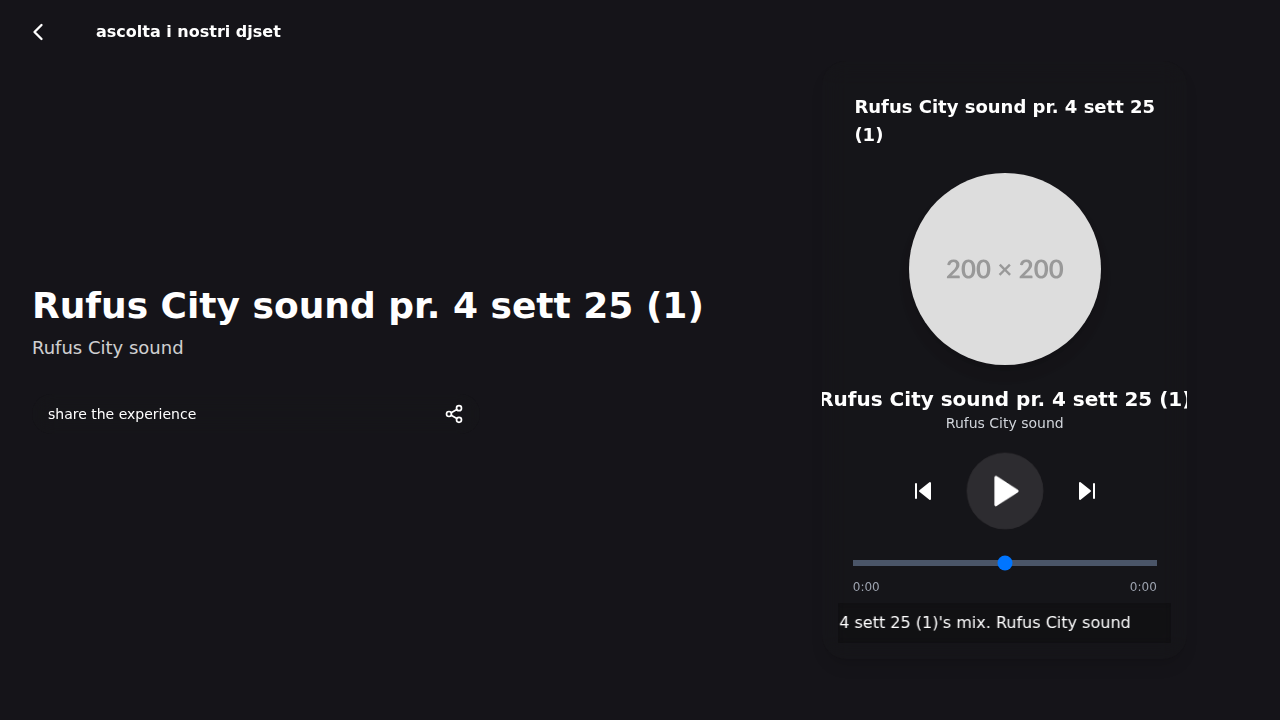 ascolta i nostri djset
Rufus City sound pr. 4 sett 25 (1)
Rufus City sound
share the experience
Rufus City sound pr. 4 sett 25
(1)
200 × 200
Rufus City sound pr. 4 sett 25 (1)
Rufus City sound
0:00
0:00
4 sett 25 (1)'s mix. Rufus City sound